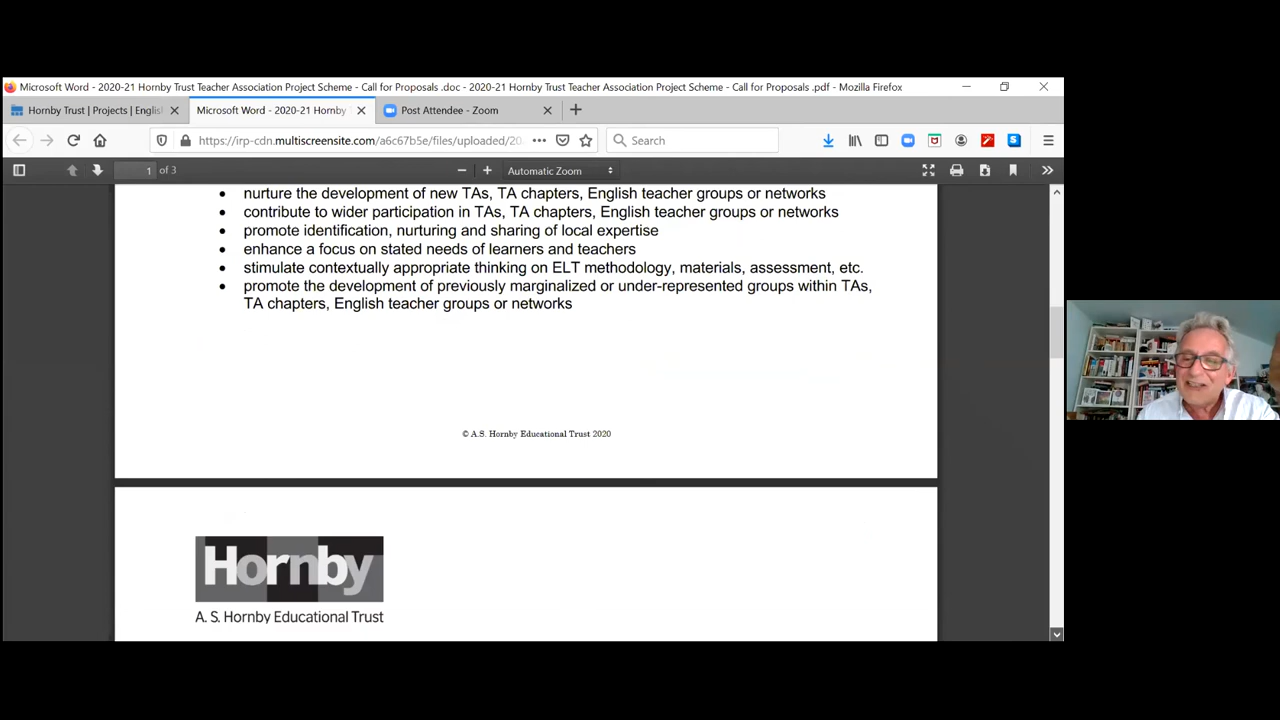 Microsoft Word - 2020-21 Hornby Trust Teacher Association Project Scheme - Call for Proposals .doc - 2020-21 Hornby Trust Teacher Association Project Scheme - Call for Proposals .pdf - Mozilla Firefox
Hornby Trust | Projects | Englis
Microsoft Word - 2020-21 Hornby
Post Attendee - Zoom
https://irp-cdn.multiscreensite.com/a6c67b5e/files/uploaded/20
Search
1 of 3
Automatic Zoom
• nurture the development of new TAs, TA chapters, English teacher groups or networks
• contribute to wider participation in TAs, TA chapters, English teacher groups or networks
• promote identification, nurturing and sharing of local expertise
• enhance a focus on stated needs of learners and teachers
• stimulate contextually appropriate thinking on ELT methodology, materials, assessment, etc.
• promote the development of previously marginalized or under-represented groups within TAs,
TA chapters, English teacher groups or networks
© A.S. Hornby Educational Trust 2020
Hornby
A. S. Hornby Educational Trust